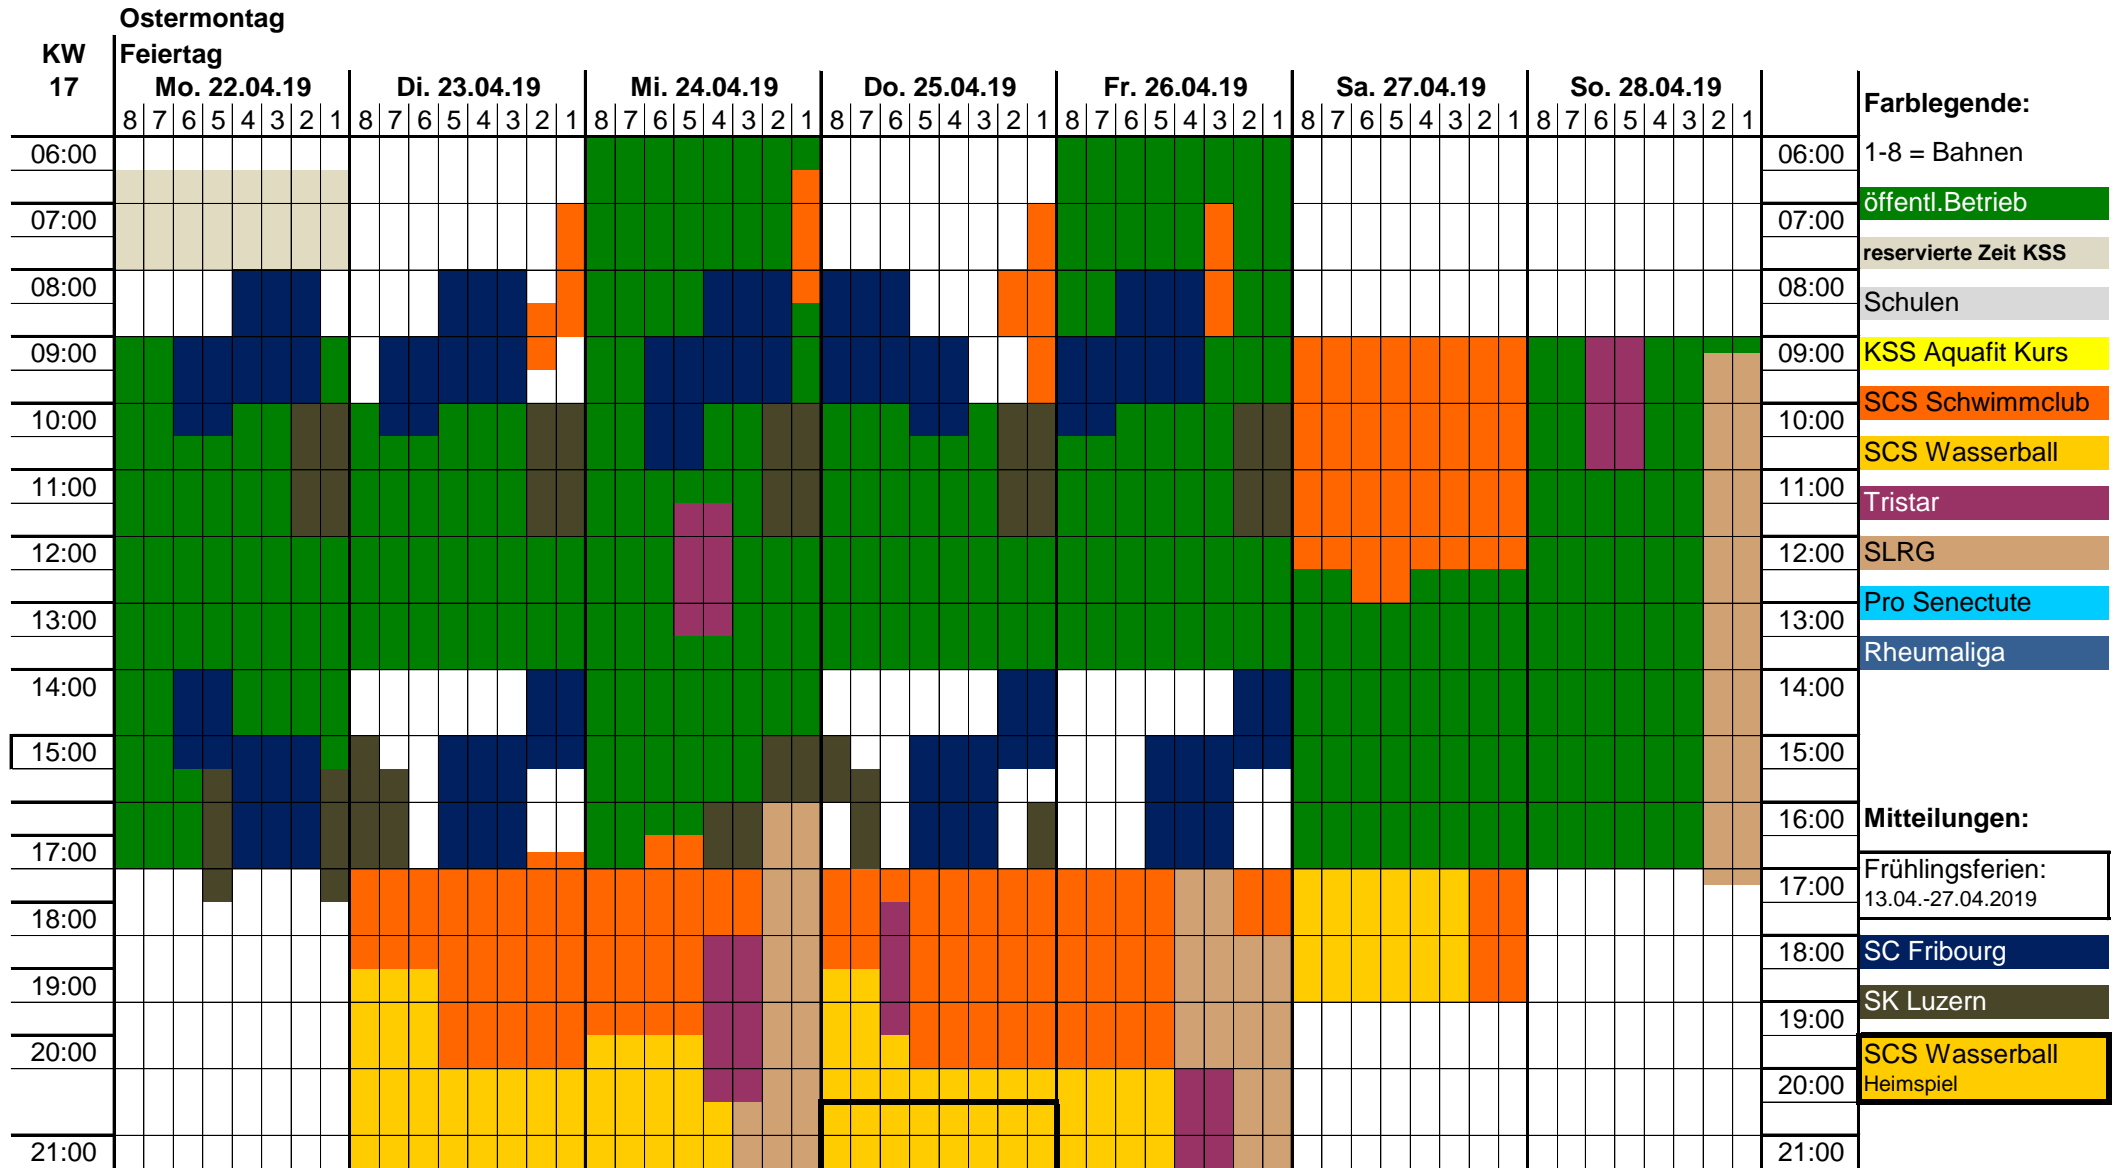 Ostermontag
KW Feiertag
17 Mo. 22.04.19 Di. 23.04.19 Mi. 24.04.19 Do. 25.04.19 Fr. 26.04.19 Sa. 27.04.19 So. 28.04.19
8 7 6 5 4 3 2 1 8 7 6 5 4 3 2 1 8 7 6 5 4 3 2 1 8 7 6 5 4 3 2 1 8 7 6 5 4 3 2 1 8 7 6 5 4 3 2 1 8 7 6 5 4 3 2 1
06:00 06:00
07:00 07:00
08:00 08:00
09:00 09:00
10:00 10:00
11:00 11:00
12:00 12:00
13:00 13:00
14:00 14:00
15:00 15:00
16:00
17:00
17:00
18:00
18:00
19:00
19:00
20:00
20:00
21:00 21:00
Farblegende:
1-8 = Bahnen
öffentl.Betrieb
reservierte Zeit KSS
Schulen
KSS Aquafit Kurs
SCS Schwimmclub
SCS Wasserball
Tristar
SLRG
Pro Senectute
Rheumaliga
Mitteilungen:
Frühlingsferien:
13.04.-27.04.2019
SC Fribourg
SK Luzern
SCS Wasserball
Heimspiel